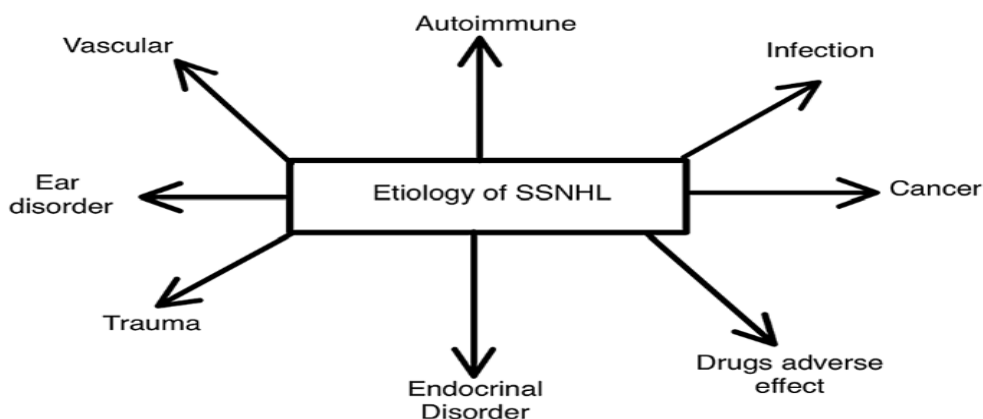 Autoimmune
Vascular
Infection
Ear
disorder
Etiology of SSNHL
Cancer
Trauma
Drugs adverse
effect
Endocrinal
Disorder